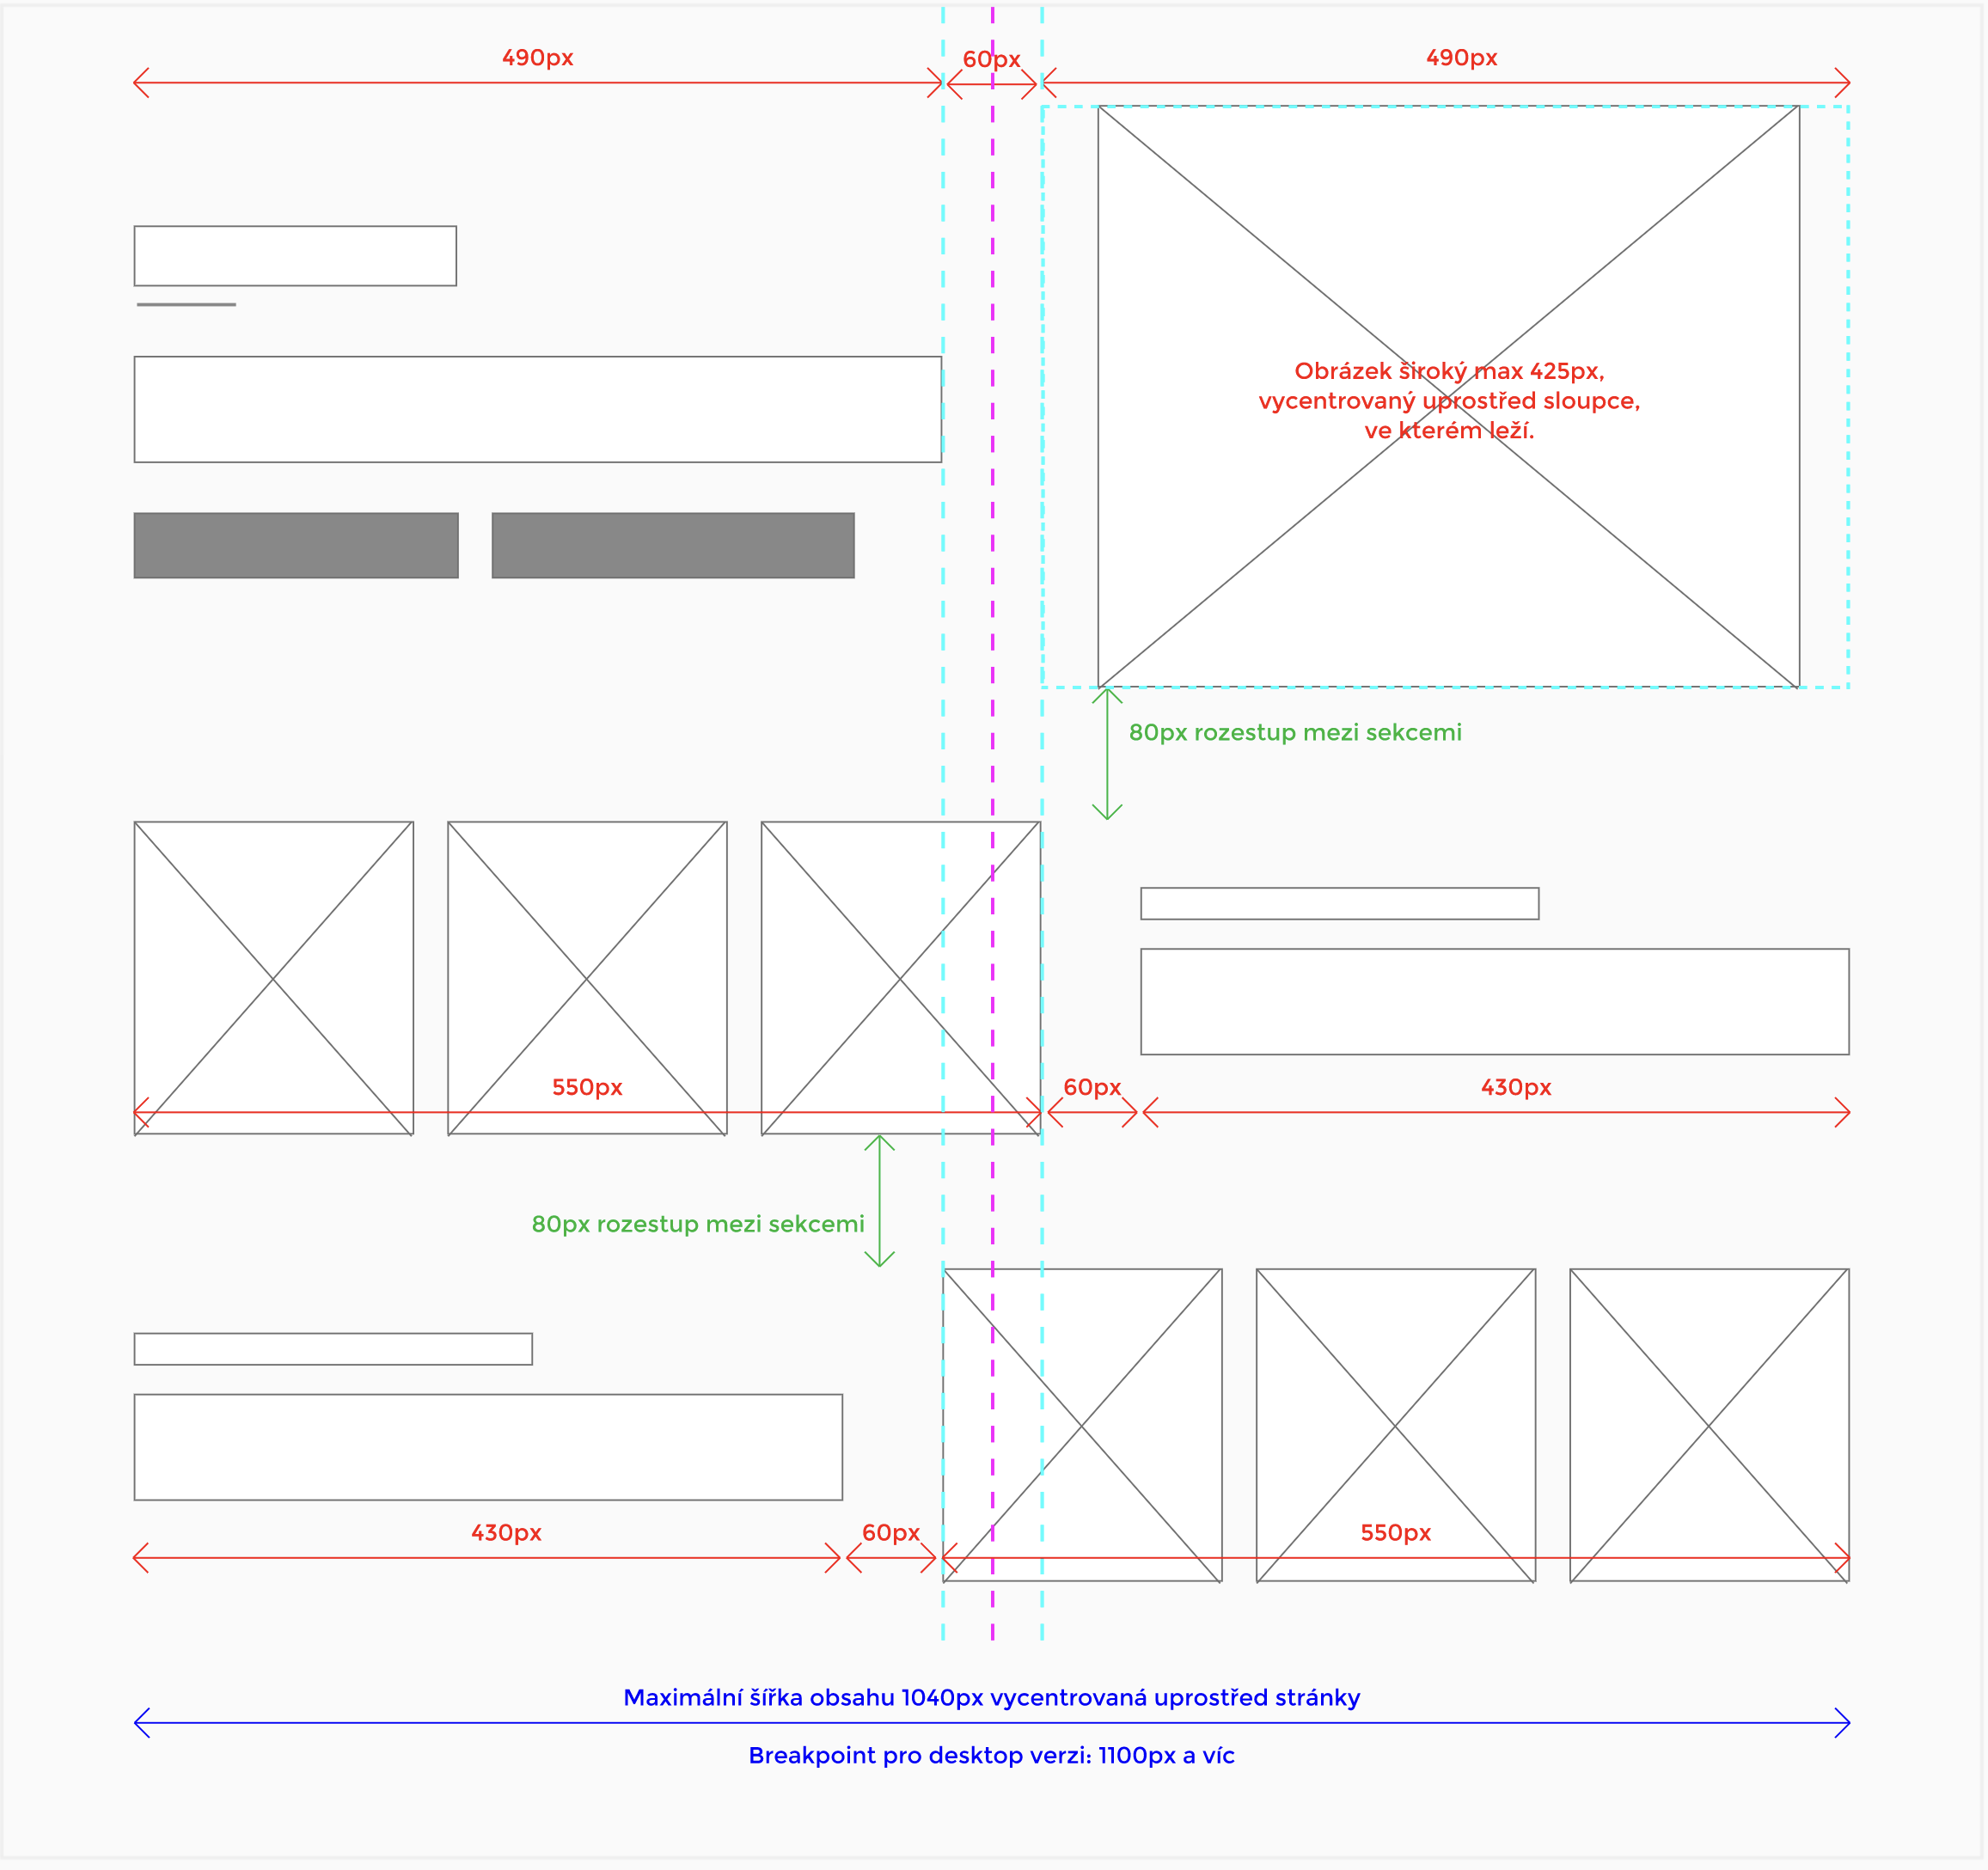 490px
60px
490px
Obrázek široký max 425px,
vycentrovaný uprostřed sloupce,
ve kterém leží.
80px rozestup mezi sekcemi
550px
60px
430px
80px rozestup mezi sekcemi
430px
60px
550px
Maximální šířka obsahu 1040px vycentrovaná uprostřed stránky
Breakpoint pro desktop verzi: 1100px a víc